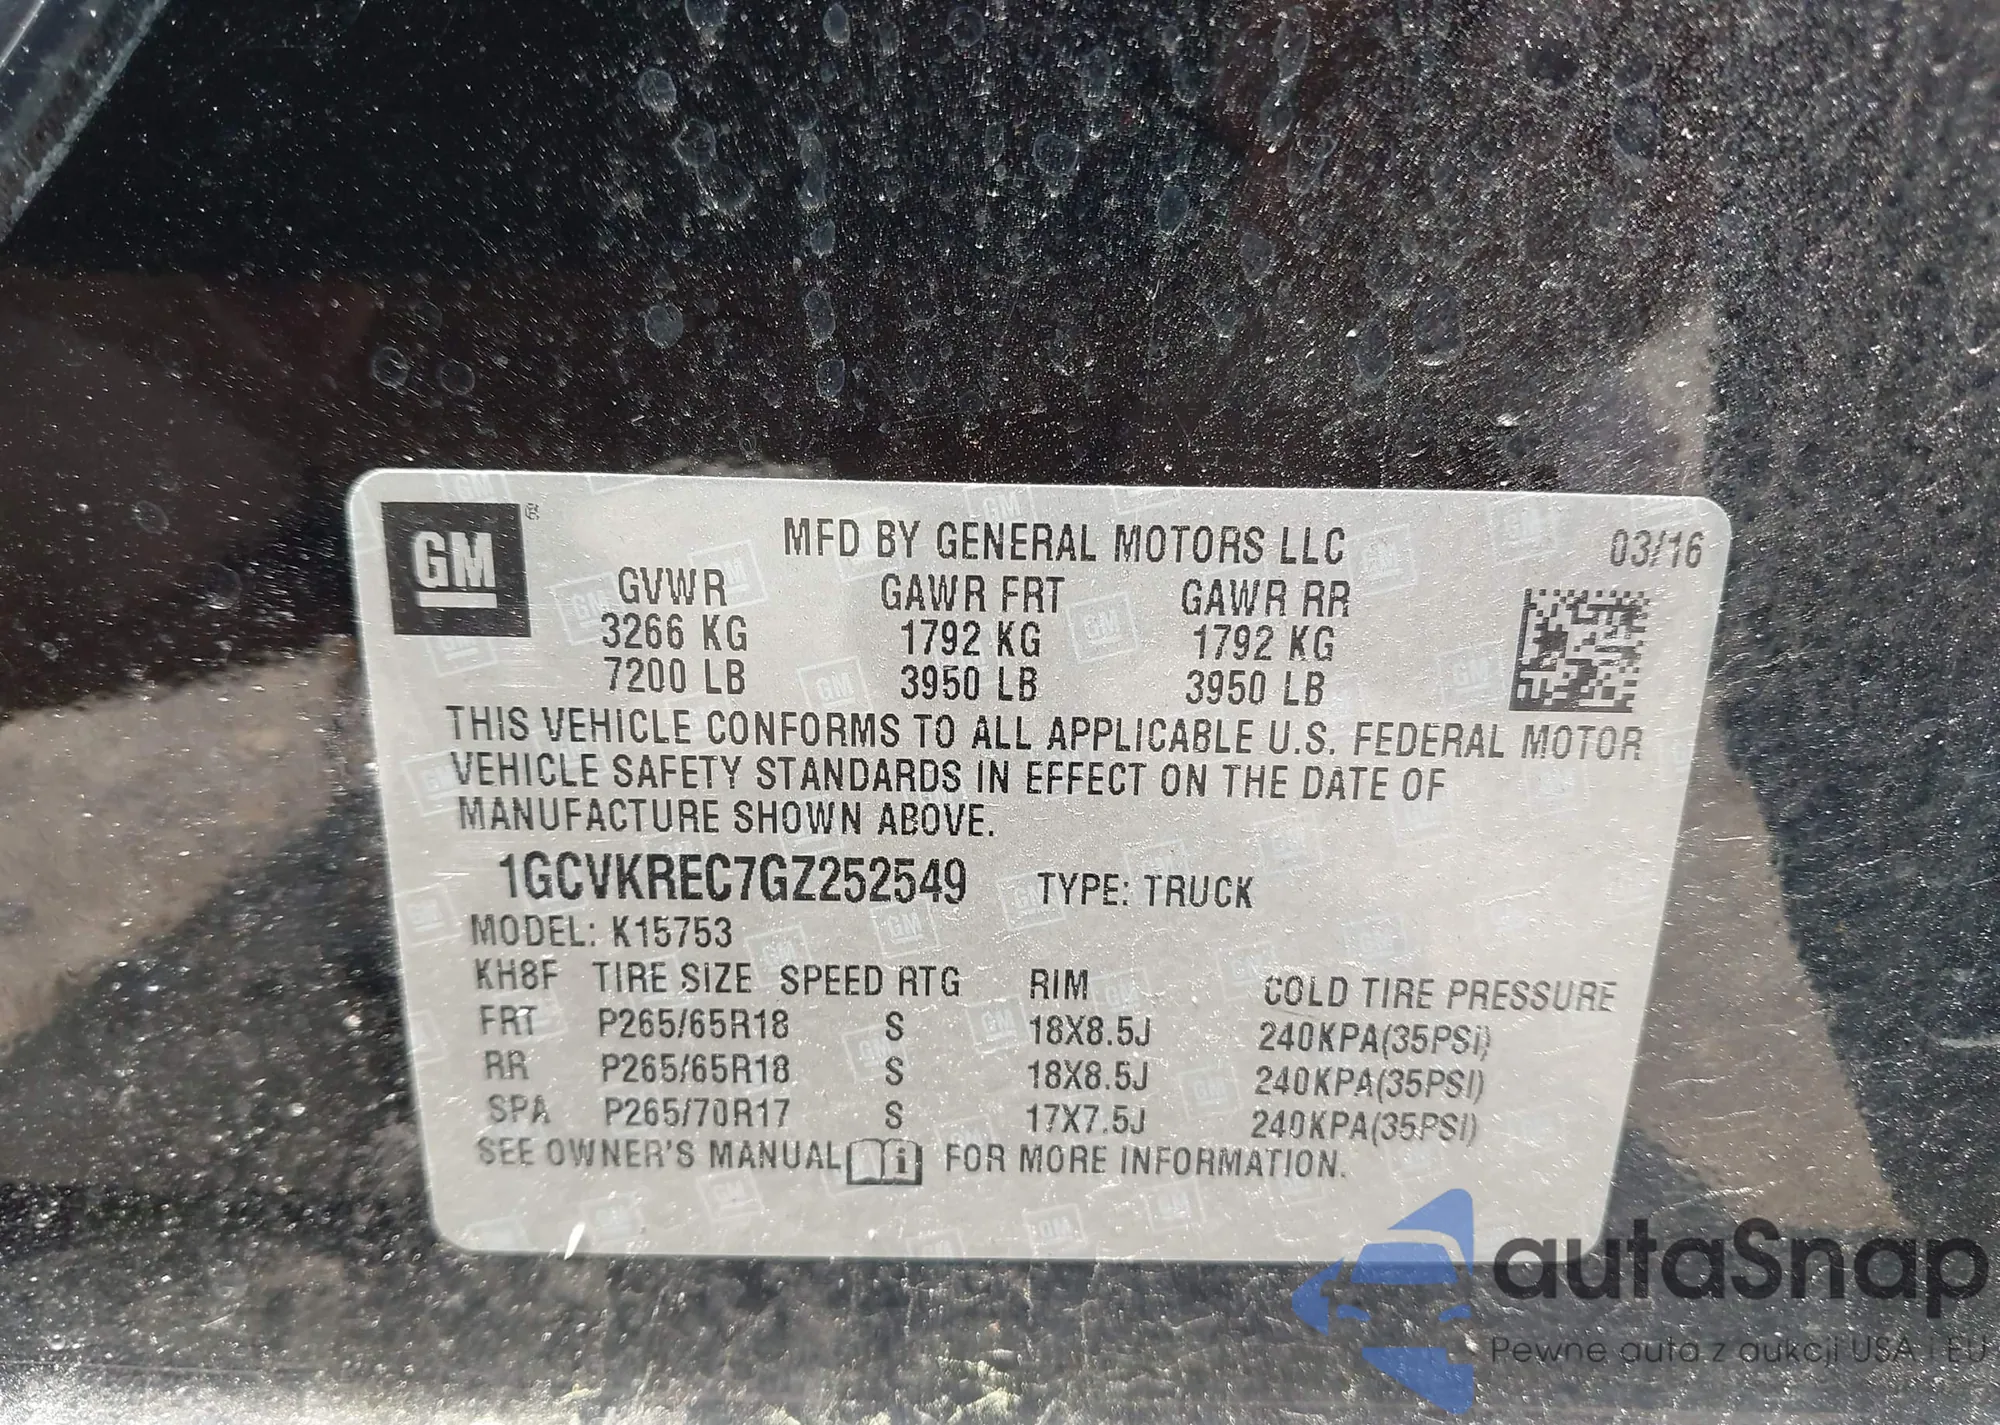 GM ®
MFD BY GENERAL MOTORS LLC 03/16
GVWR GAWR FRT GAWR RR
3266 KG 1792 KG 1792 KG
7200 LB 3950 LB 3950 LB
THIS VEHICLE CONFORMS TO ALL APPLICABLE U.S. FEDERAL MOTOR
VEHICLE SAFETY STANDARDS IN EFFECT ON THE DATE OF
MANUFACTURE SHOWN ABOVE.
1GCVKREC7GZ252549 TYPE: TRUCK
MODEL: K15753
KH8F TIRE SIZE SPEED RTG RIM COLD TIRE PRESSURE
FRT P265/65R18 S 18X8.5J 240KPA(35PSI)
RR P265/65R18 S 18X8.5J 240KPA(35PSI)
SPA P265/70R17 S 17X7.5J 240KPA(35PSI)
SEE OWNER'S MANUAL i FOR MORE INFORMATION.
autaSnap
Pewne auta z aukcji USA i EU